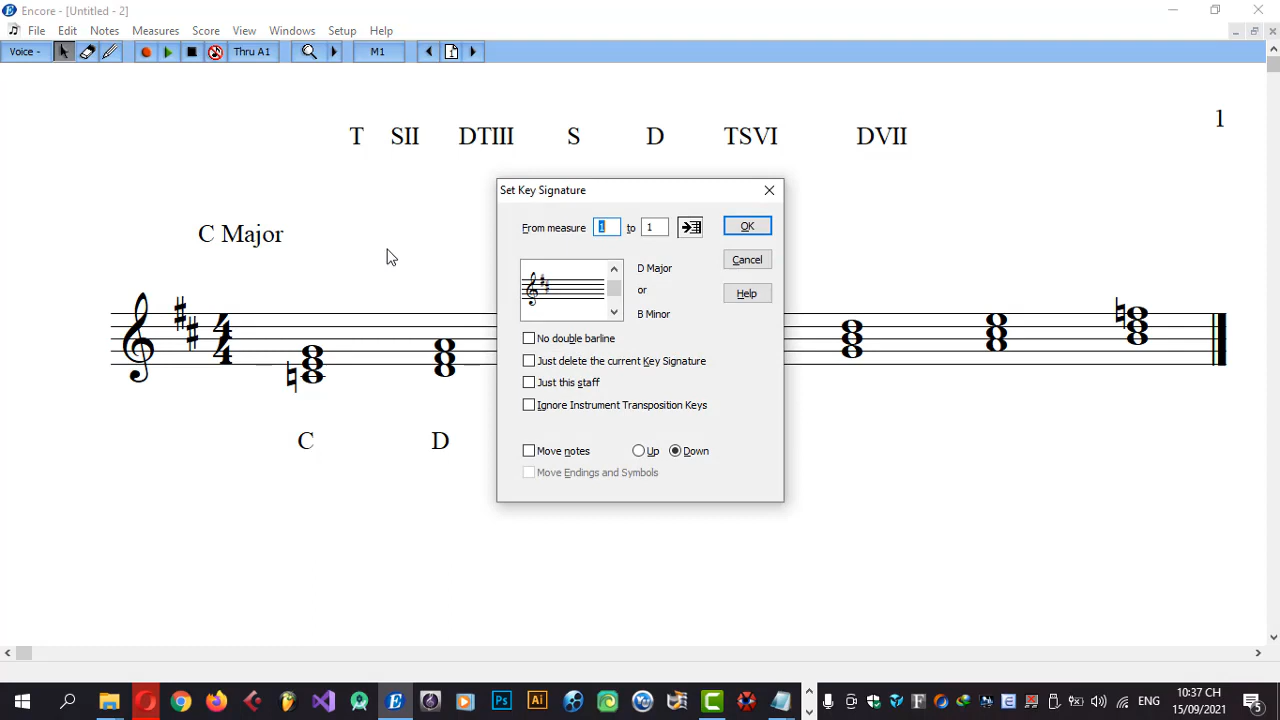 Encore - [Untitled - 2]
File Edit Notes Measures Score View Windows Setup Help
Voice - Thru A1 M1 1
1
T SII DTIII S D TSVI DVII
C Major
C D
Set Key Signature
From measure 1 to 1
OK
Cancel
Help
D Major
or
B Minor
No double barline
Just delete the current Key Signature
Just this staff
Ignore Instrument Transposition Keys
Move notes Up Down
Move Endings and Symbols
ENG
10:37 CH
15/09/2021
5